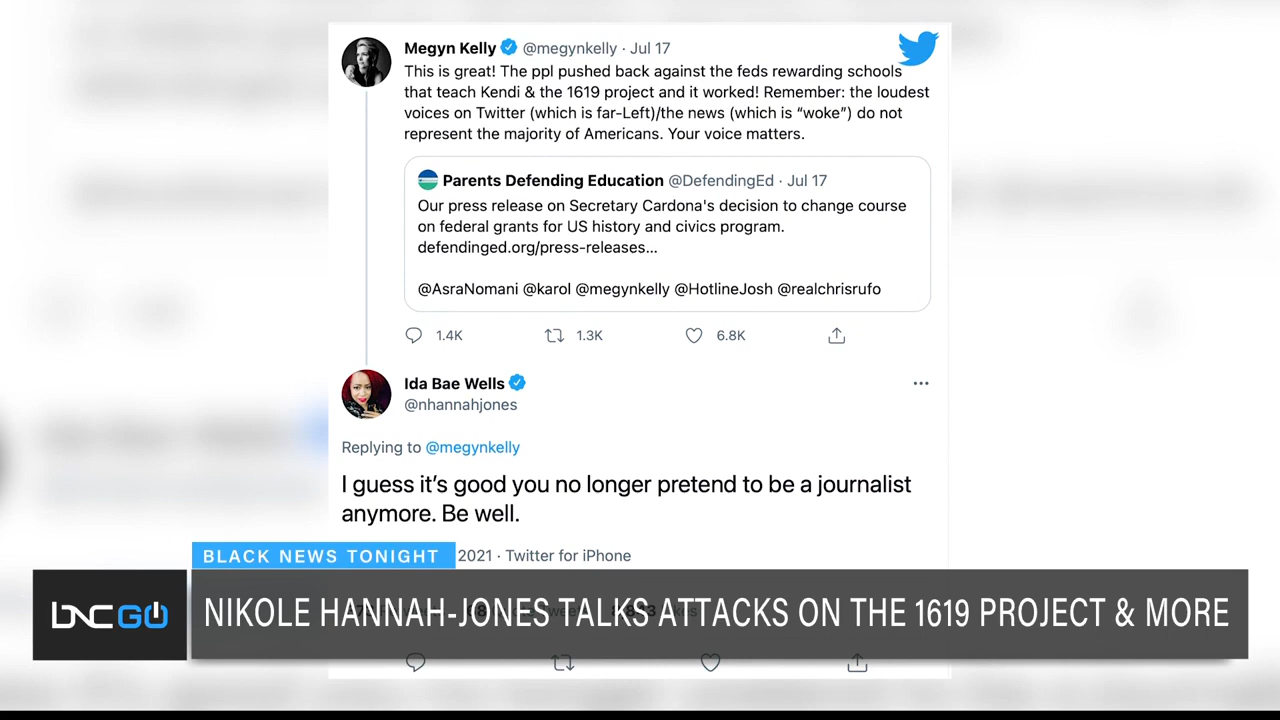 Megyn Kelly @megynkelly · Jul 17
This is great! The ppl pushed back against the feds rewarding schools
that teach Kendi & the 1619 project and it worked! Remember: the loudest
voices on Twitter (which is far-Left)/the news (which is “woke”) do not
represent the majority of Americans. Your voice matters.
Parents Defending Education @DefendingEd · Jul 17
Our press release on Secretary Cardona's decision to change course
on federal grants for US history and civics program.
defendinged.org/press-releases...
@AsraNomani @karol @megynkelly @HotlineJosh @realchrisrufo
1.4K 1.3K 6.8K
Ida Bae Wells
@nhannahjones
Replying to @megynkelly
I guess it’s good you no longer pretend to be a journalist
anymore. Be well.
BLACK NEWS TONIGHT 2021 · Twitter for iPhone
BNC GO
NIKOLE HANNAH-JONES TALKS ATTACKS ON THE 1619 PROJECT & MORE